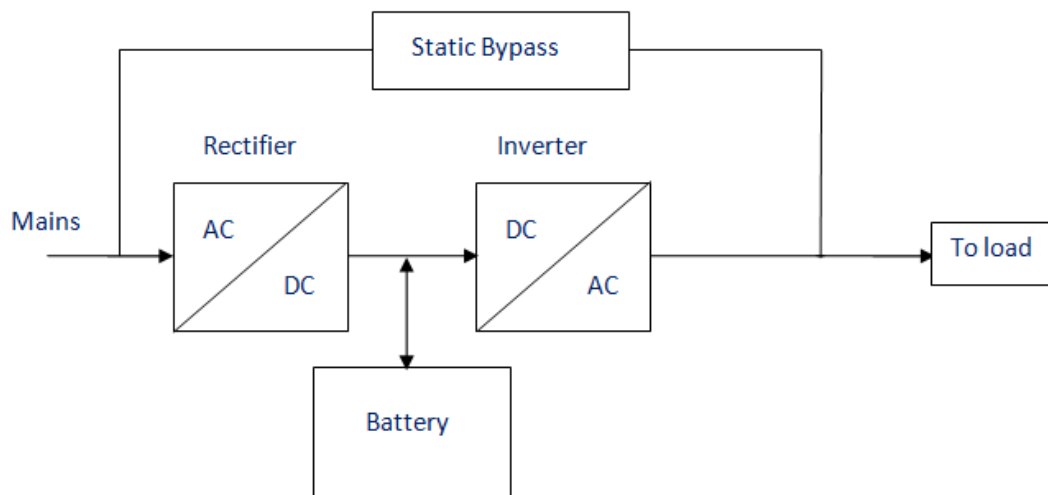 Static Bypass
Rectifier
Inverter
Mains
AC
DC
DC
AC
To load
Battery